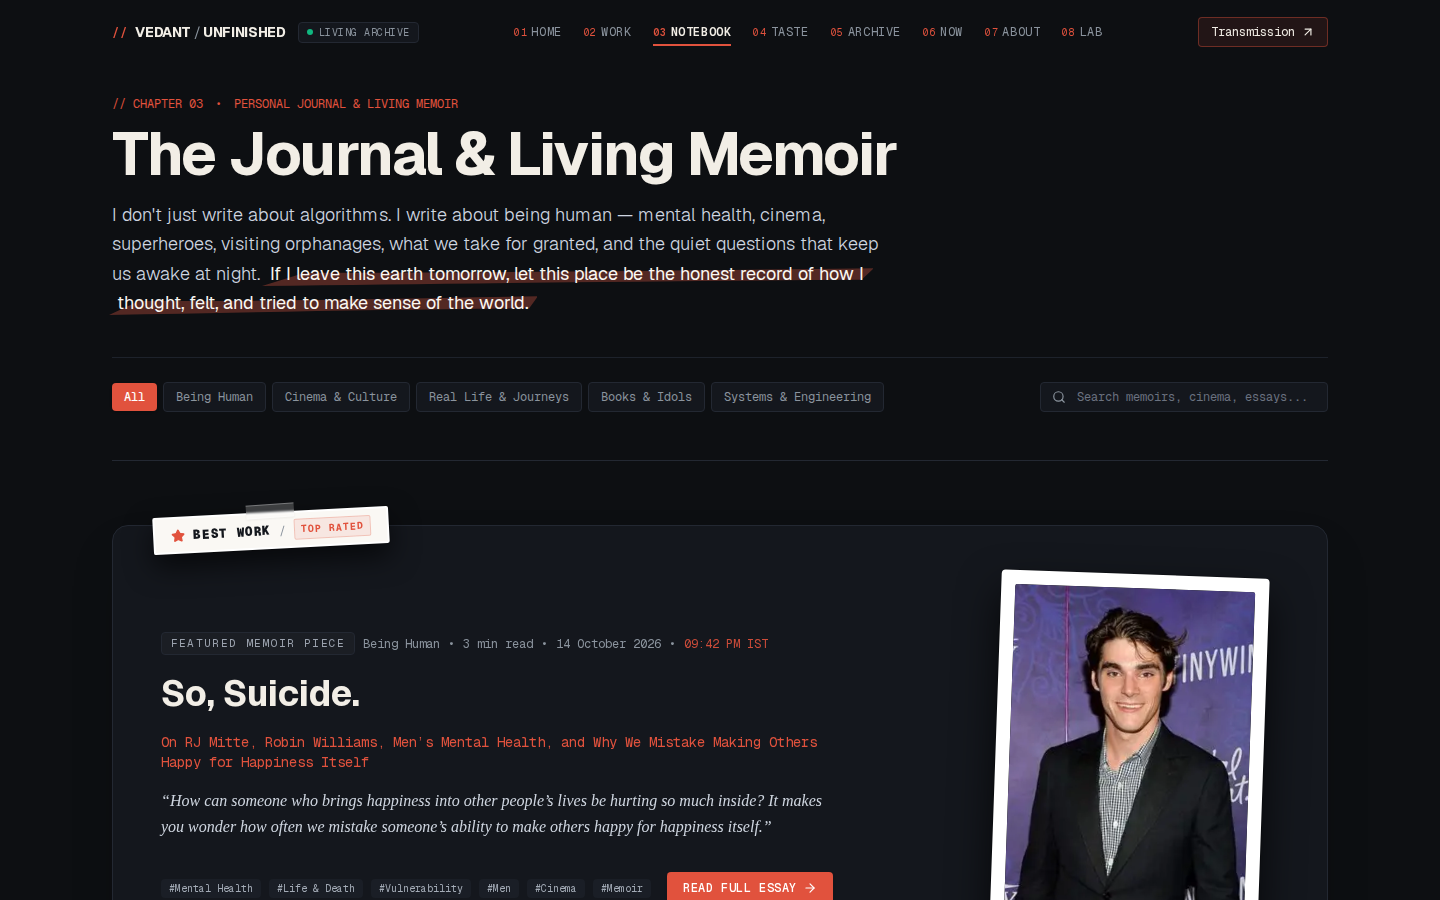 // VEDANT / UNFINISHED
LIVING ARCHIVE
01 HOME
02 WORK
03 NOTEBOOK
04 TASTE
05 ARCHIVE
06 NOW
07 ABOUT
08 LAB
Transmission
// CHAPTER 03 • PERSONAL JOURNAL & LIVING MEMOIR
The Journal & Living Memoir
I don't just write about algorithms. I write about being human — mental health, cinema,
superheroes, visiting orphanages, what we take for granted, and the quiet questions that keep
us awake at night. If I leave this earth tomorrow, let this place be the honest record of how I
thought, felt, and tried to make sense of the world.
All
Being Human
Cinema & Culture
Real Life & Journeys
Books & Idols
Systems & Engineering
Search memoirs, cinema, essays...
BEST WORK / TOP RATED
FEATURED MEMOIR PIECE Being Human • 3 min read • 14 October 2026 • 09:42 PM IST
So, Suicide.
On RJ Mitte, Robin Williams, Men's Mental Health, and Why We Mistake Making Others
Happy for Happiness Itself
“How can someone who brings happiness into other people’s lives be hurting so much inside? It makes
you wonder how often we mistake someone’s ability to make others happy for happiness itself.”
#Mental Health
#Life & Death
#Vulnerability
#Men
#Cinema
#Memoir
READ FULL ESSAY →